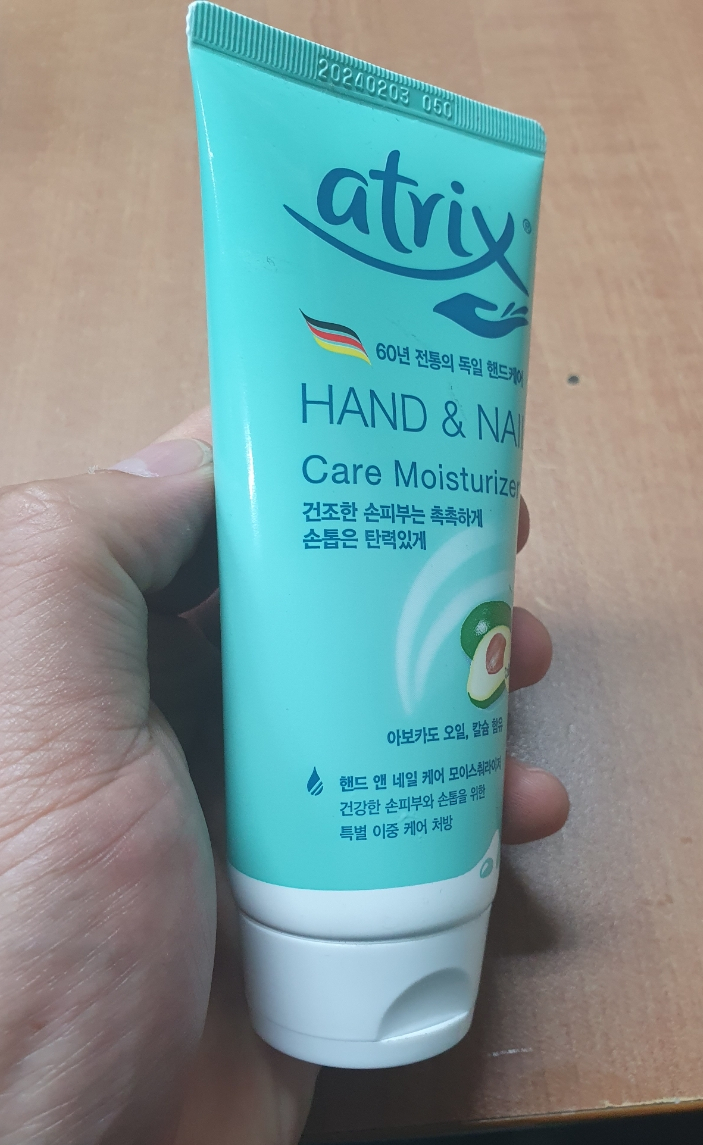 20240203 050
atrix®
60년 전통의 독일 핸드케어
HAND & NAI
Care Moisturizer
건조한 손피부는 촉촉하게
손톱은 탄력있게
아보카도 오일, 칼슘 함유
핸드 앤 네일 케어 모이스춰라이저
건강한 손피부와 손톱을 위한
특별 이중 케어 처방